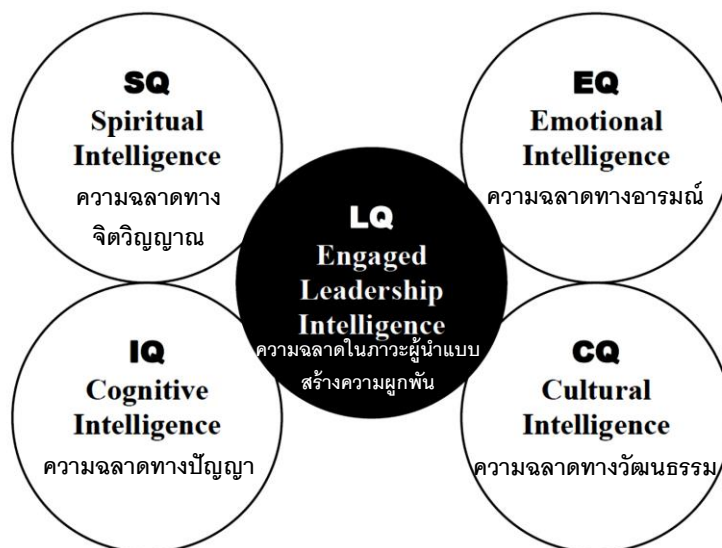 SQ
Spiritual
Intelligence
ความฉลาดทาง
จิตวิญญาณ
EQ
Emotional
Intelligence
ความฉลาดทางอารมณ์
LQ
Engaged
Leadership
Intelligence
ความฉลาดในภาวะผู้นำแบบ
สร้างความผูกพัน
IQ
Cognitive
Intelligence
ความฉลาดทางปัญญา
CQ
Cultural
Intelligence
ความฉลาดทางวัฒนธรรม